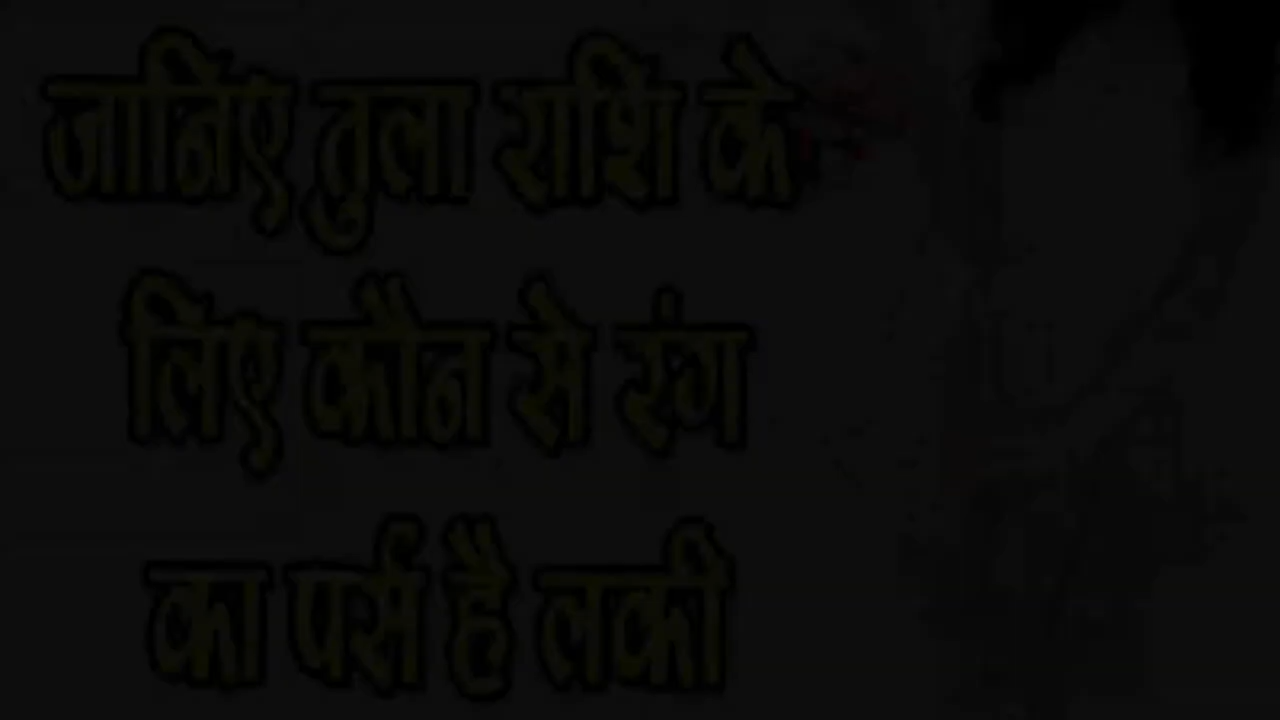 जानिए तुला राशि के
लिए कौन से रंग
का पर्स है लकी